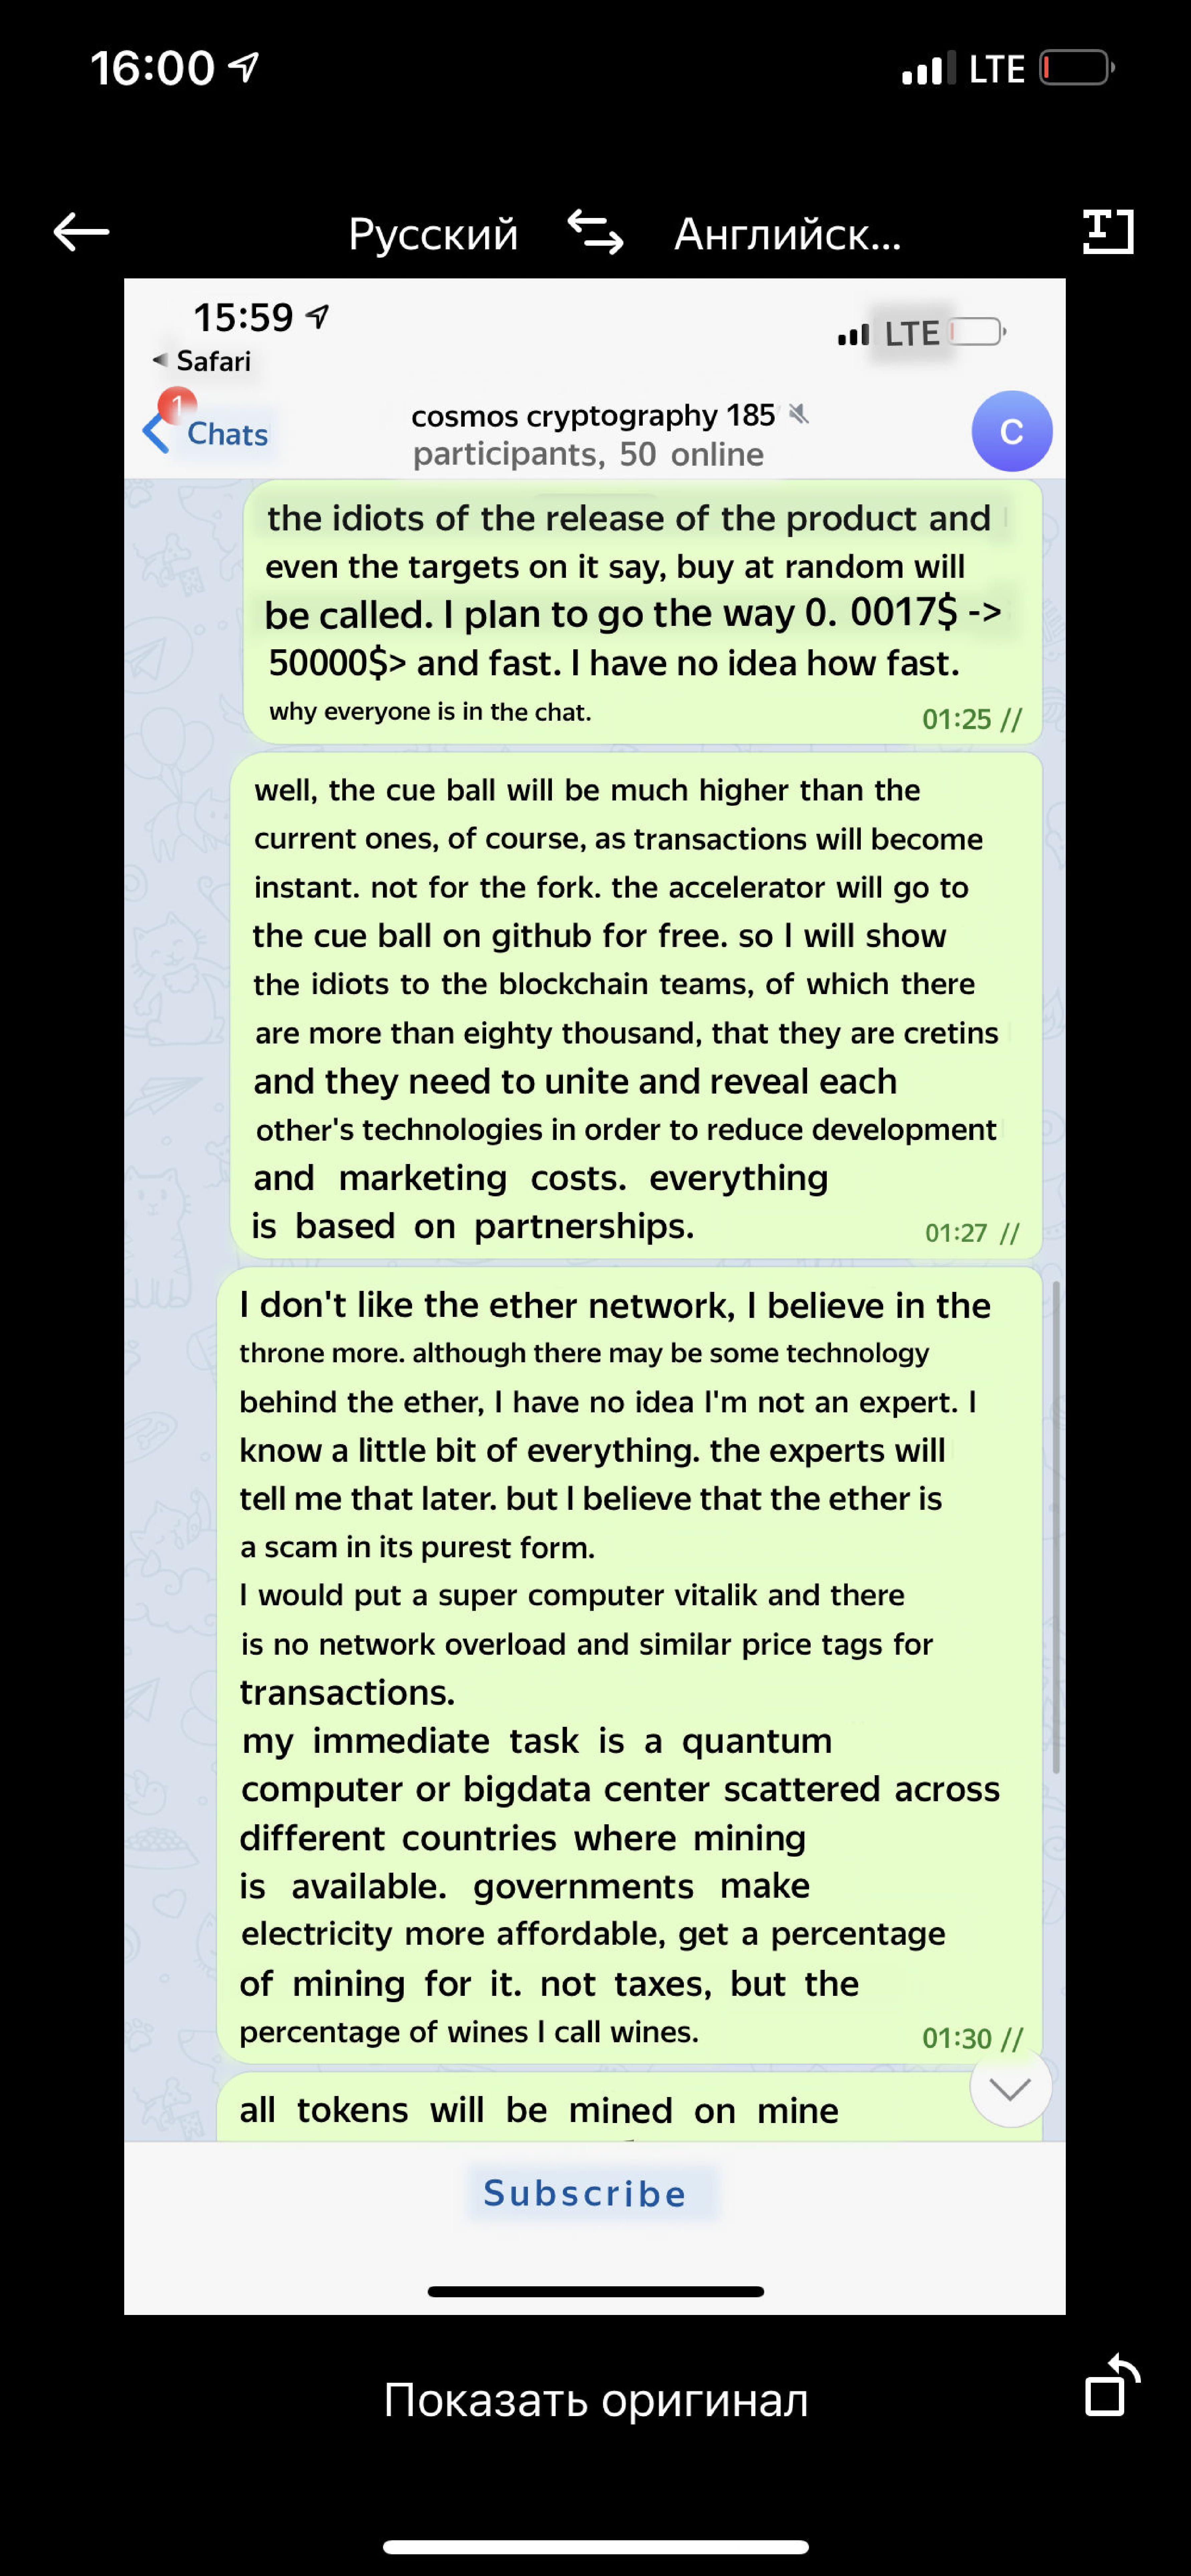 16:00
LTE
Русский
Английск...
15:59
LTE
Safari
1
Chats
cosmos cryptography 185
participants, 50 online
C
the idiots of the release of the product and
even the targets on it say, buy at random will
be called. I plan to go the way 0. 0017$ ->
50000$> and fast. I have no idea how fast.
why everyone is in the chat.
01:25 //
well, the cue ball will be much higher than the
current ones, of course, as transactions will become
instant. not for the fork. the accelerator will go to
the cue ball on github for free. so I will show
the idiots to the blockchain teams, of which there
are more than eighty thousand, that they are cretins
and they need to unite and reveal each
other's technologies in order to reduce development
and marketing costs. everything
is based on partnerships.
01:27 //
I don't like the ether network, I believe in the
throne more. although there may be some technology
behind the ether, I have no idea I'm not an expert. I
know a little bit of everything. the experts will
tell me that later. but I believe that the ether is
a scam in its purest form.
I would put a super computer vitalik and there
is no network overload and similar price tags for
transactions.
my immediate task is a quantum
computer or bigdata center scattered across
different countries where mining
is available. governments make
electricity more affordable, get a percentage
of mining for it. not taxes, but the
percentage of wines I call wines.
01:30 //
all tokens will be mined on mine
Subscribe
Показать оригинал